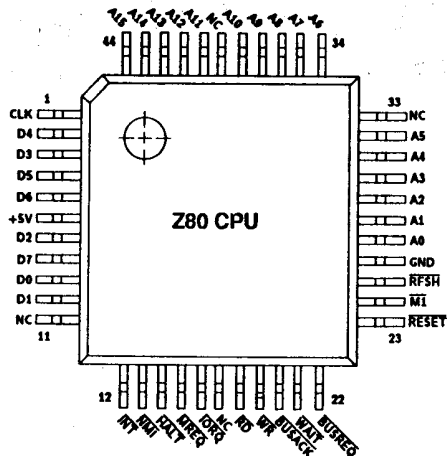 A15 A14 A13 A12 A11 NC A10 A9 A8 A7 A6
44 34
1
CLK
D4
D3
D5
D6
+5V
D2
D7
D0
D1
NC
11
Z80 CPU
33
NC
A5
A4
A3
A2
A1
A0
GND
RFSH
M1
RESET
23
12 22
INT NMI HALT MREQ IORQ NC RD WR BUSACK WAIT BUSREQ